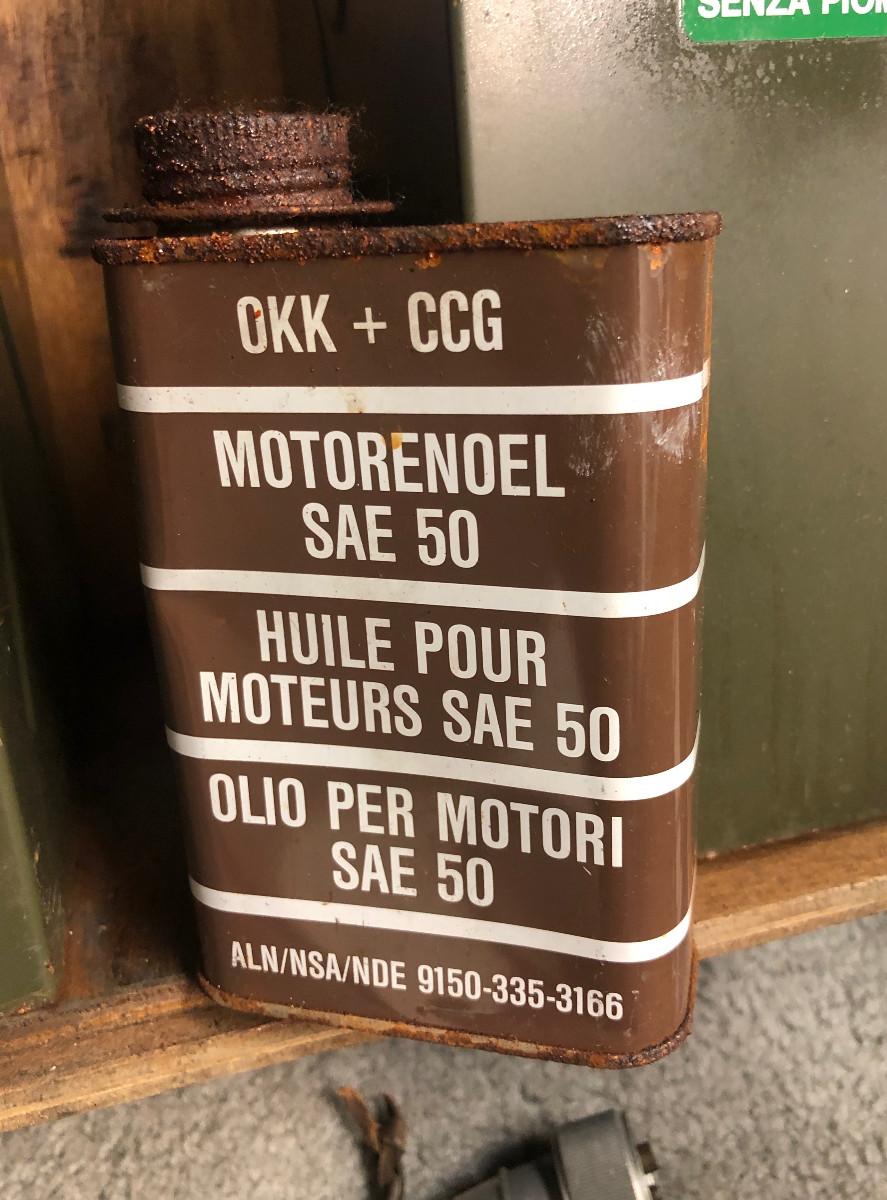 SENZA
OKK + CCG
MOTORENOEL
SAE 50
HUILE POUR
MOTEURS SAE 50
OLIO PER MOTORI
SAE 50
ALN/NSA/NDE 9150-335-3166